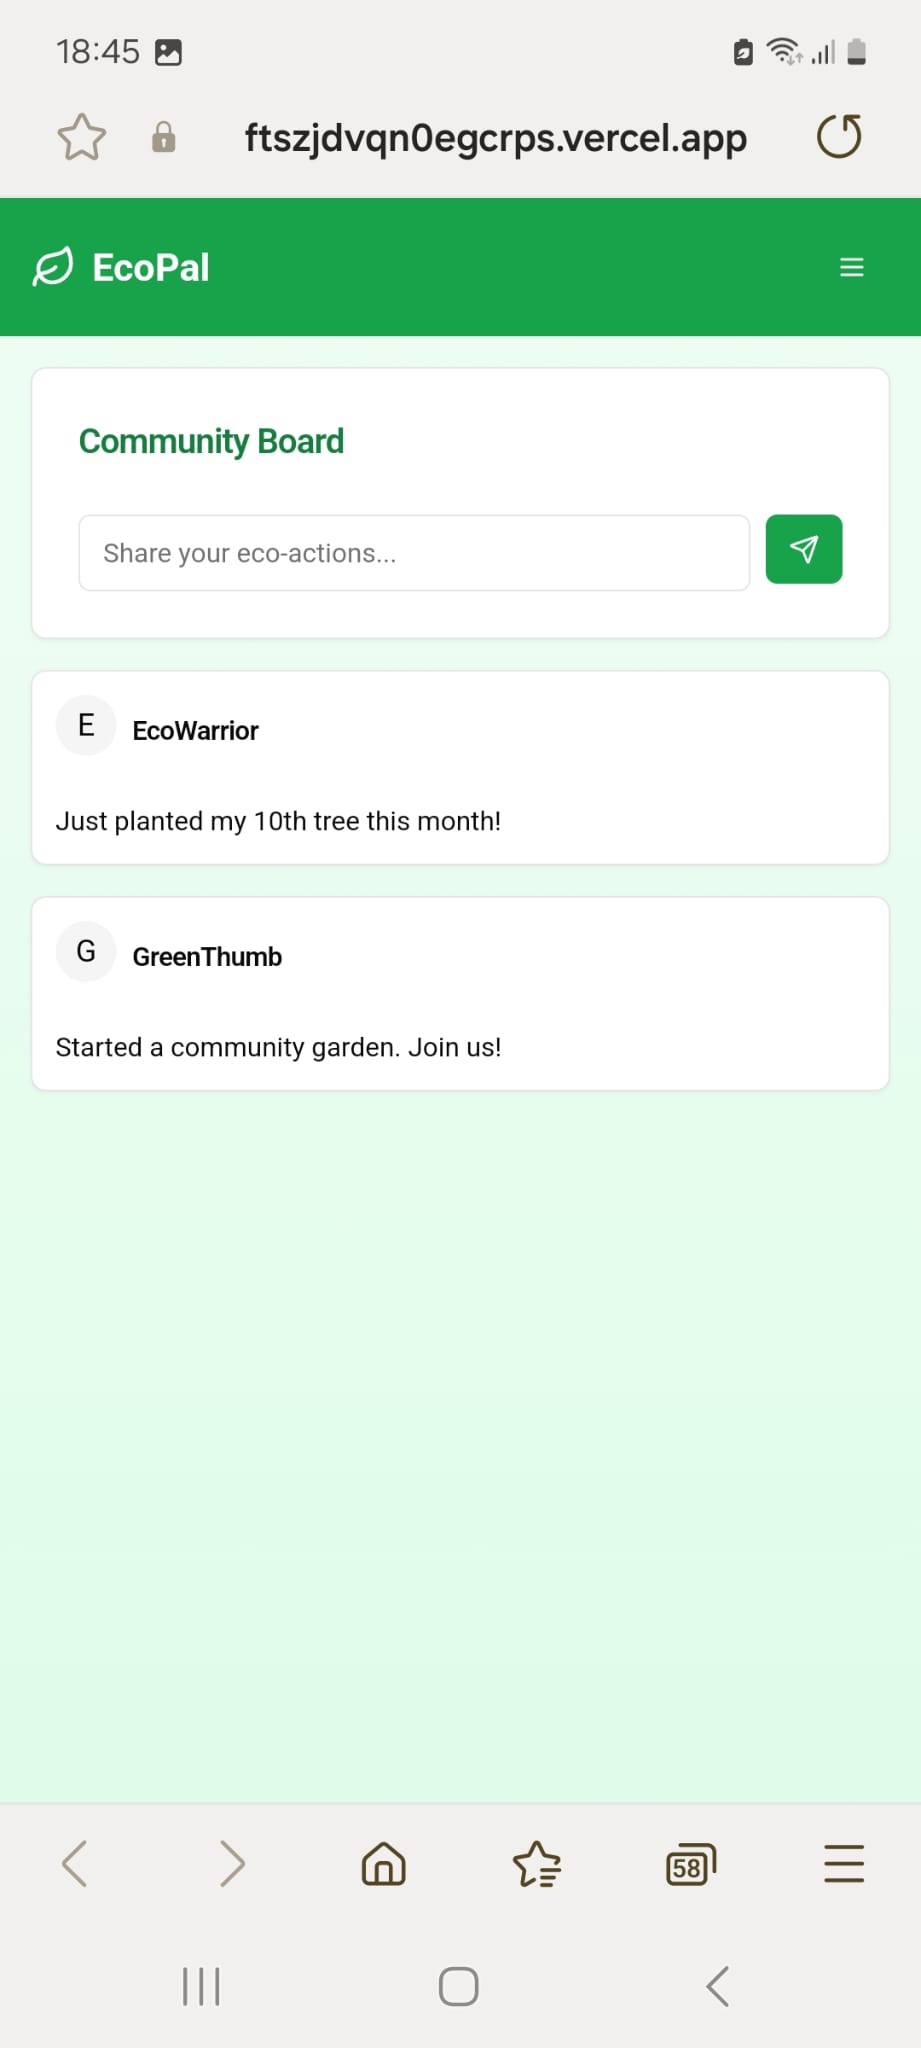 18:45
ftszjdvqn0egcrps.vercel.app
EcoPal
Community Board
Share your eco-actions...
E
EcoWarrior
Just planted my 10th tree this month!
G
GreenThumb
Started a community garden. Join us!
58